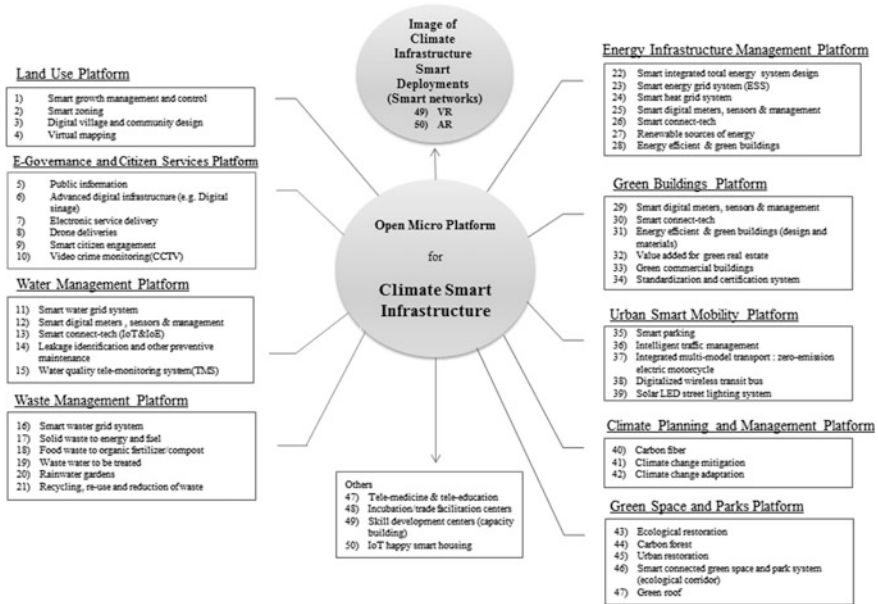 Image of
Climate
Infrastructure
Smart
Deployments
(Smart networks)
49) VR
50) AR
Land Use Platform
1) Smart growth management and control
2) Smart zoning
3) Digital village and community design
4) Virtual mapping
E-Governance and Citizen Services Platform
5) Public information
6) Advanced digital infrastructure (e.g. Digital
sinage)
7) Electronic service delivery
8) Drone deliveries
9) Smart citizen engagement
10) Video crime monitoring(CCTV)
Water Management Platform
11) Smart water grid system
12) Smart digital meters , sensors & management
13) Smart connect-tech (IoT&IoE)
14) Leakage identification and other preventive
maintenance
15) Water quality tele-monitoring system(TMS)
Waste Management Platform
16) Smart waster grid system
17) Solid waste to energy and fuel
18) Food waste to organic fertilizer/compost
19) Waste water to be treated
20) Rainwater gardens
21) Recycling, re-use and reduction of waste
Open Micro Platform
for
Climate Smart
Infrastructure
Others
47) Tele-medicine & tele-education
48) Incubation/trade facilitation centers
49) Skill development centers (capacity
building)
50) IoT happy smart housing
Energy Infrastructure Management Platform
22) Smart integrated total energy system design
23) Smart energy grid system (ESS)
24) Smart heat grid system
25) Smart digital meters, sensors & management
26) Smart connect-tech
27) Renewable sources of energy
28) Energy efficient & green buildings
Green Buildings Platform
29) Smart digital meters, sensors & management
30) Smart connect-tech
31) Energy efficient & green buildings (design and
materials)
32) Value added for green real estate
33) Green commercial buildings
34) Standardization and certification system
Urban Smart Mobility Platform
35) Smart parking
36) Intelligent traffic management
37) Integrated multi-model transport : zero-emission
electric motorcycle
38) Digitalized wireless transit bus
39) Solar LED street lighting system
Climate Planning and Management Platform
40) Carbon fiber
41) Climate change mitigation
42) Climate change adaptation
Green Space and Parks Platform
43) Ecological restoration
44) Carbon forest
45) Urban restoration
46) Smart connected green space and park system
(ecological corridor)
47) Green roof